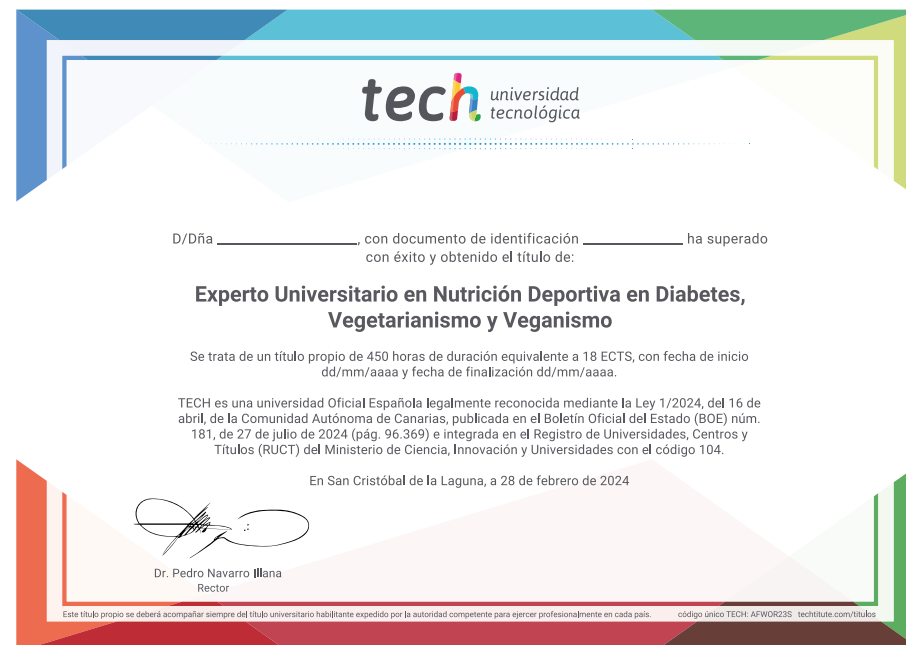 tech universidad
tecnológica
D/Dña ____________________, con documento de identificación ______________ ha superado
con éxito y obtenido el título de:
Experto Universitario en Nutrición Deportiva en Diabetes,
Vegetarianismo y Veganismo
Se trata de un título propio de 450 horas de duración equivalente a 18 ECTS, con fecha de inicio
dd/mm/aaaa y fecha de finalización dd/mm/aaaa.
TECH es una universidad Oficial Española legalmente reconocida mediante la Ley 1/2024, del 16 de
abril, de la Comunidad Autónoma de Canarias, publicada en el Boletín Oficial del Estado (BOE) núm.
181, de 27 de julio de 2024 (pág. 96.369) e integrada en el Registro de Universidades, Centros y
Títulos (RUCT) del Ministerio de Ciencia, Innovación y Universidades con el código 104.
En San Cristóbal de la Laguna, a 28 de febrero de 2024
Dr. Pedro Navarro Illana
Rector
Este título propio se deberá acompañar siempre del título universitario habilitante expedido por la autoridad competente para ejercer profesionalmente en cada país. código único TECH: AFWOR23S techtitute.com/titulos